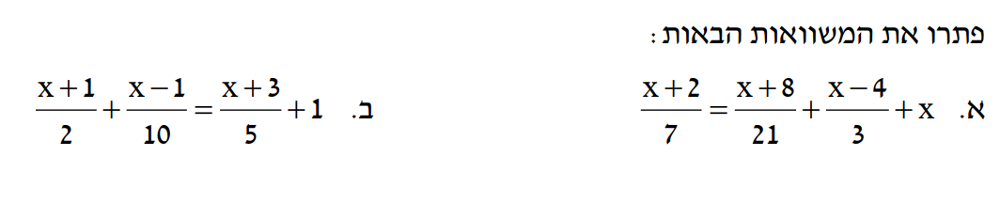 פתרו את המשוואות הבאות:
א. (x+2)/7 = (x+8)/21 + (x−4)/3 + x
ב. (x+1)/2 + (x−1)/10 = (x+3)/5 + 1